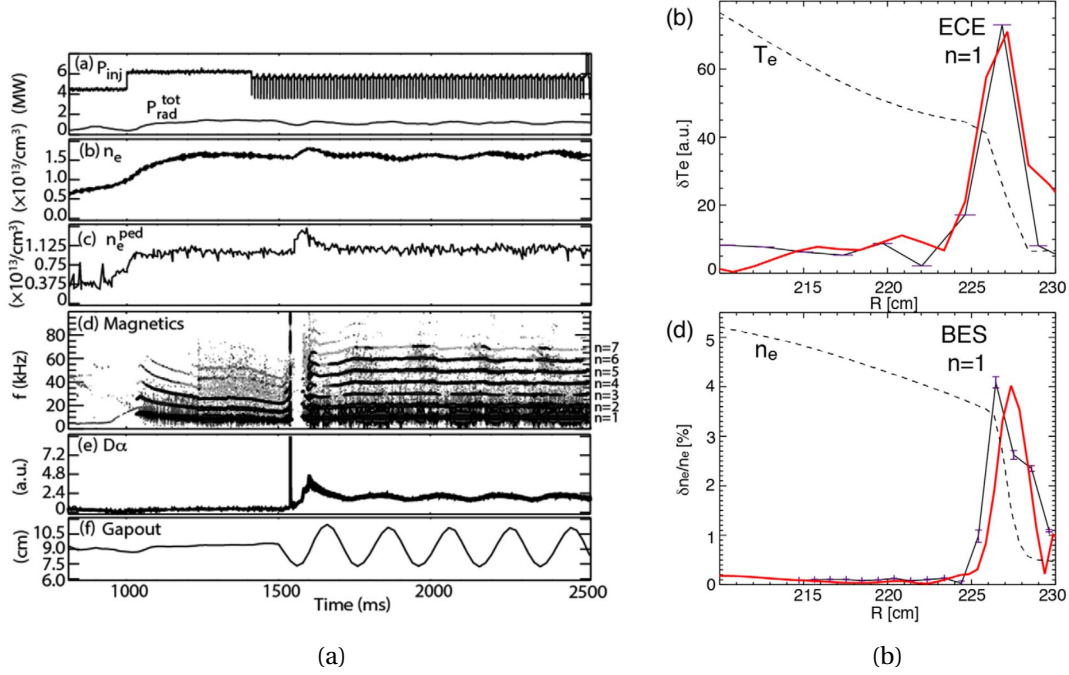 (a) P_inj
P_rad^tot
6
4
2
0
(MW)
(b) n_e
1.5
1.0
0.5
0.0
(×10^13/cm^3)
(c) n_e^ped
1.125
0.75
0.375
0
(×10^13/cm^3)
(d) Magnetics
80
60
40
20
0
f (kHz)
n=7
n=6
n=5
n=4
n=3
n=2
n=1
(e) Dα
7.2
4.8
2.4
0
(a.u.)
(f) Gapout
10.5
9.0
7.5
6.0
(cm)
1000 1500 2000 2500
Time (ms)
(a)
(b)
ECE
n=1
T_e
60
40
20
0
δTe [a.u.]
215 220 225 230
R [cm]
(d)
BES
n=1
n_e
5
4
3
2
1
0
δn_e/n_e [%]
215 220 225 230
R [cm]
(b)